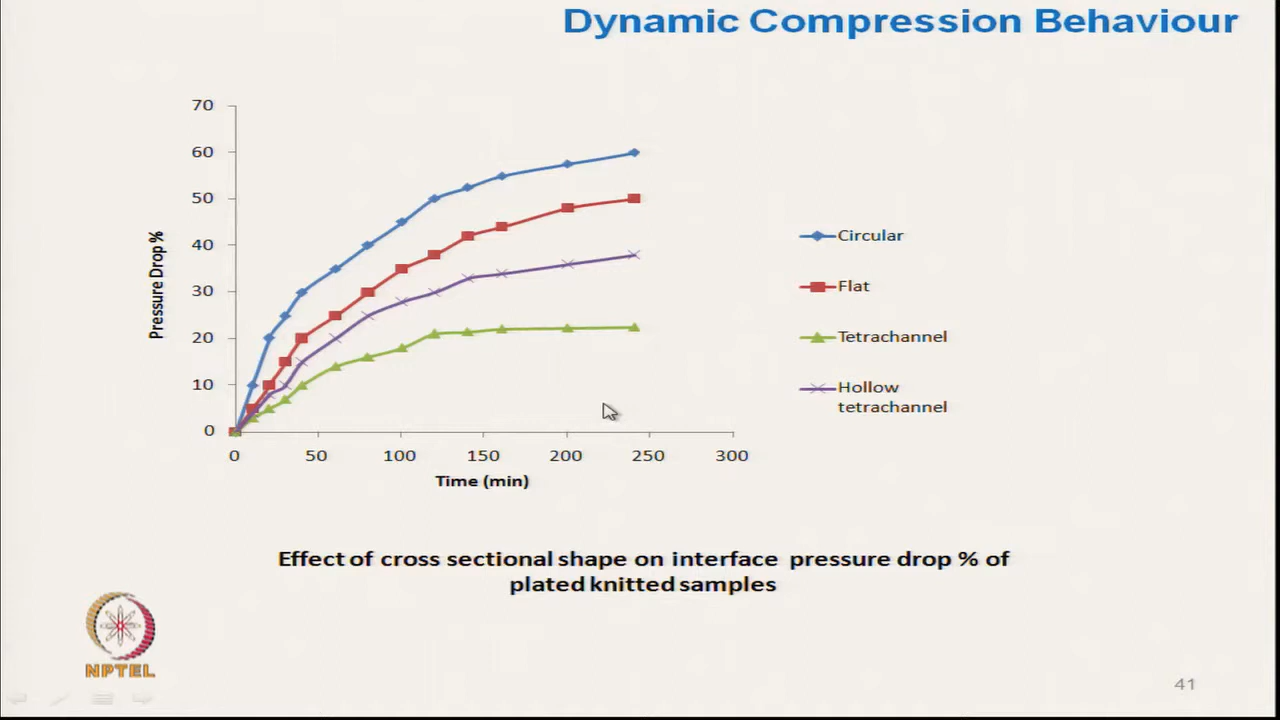 Dynamic Compression Behaviour
70
60
50
40
30
20
10
0
Pressure Drop %
0 50 100 150 200 250 300
Time (min)
Circular
Flat
Tetrachannel
Hollow
tetrachannel
Effect of cross sectional shape on interface pressure drop % of
plated knitted samples
NPTEL
41